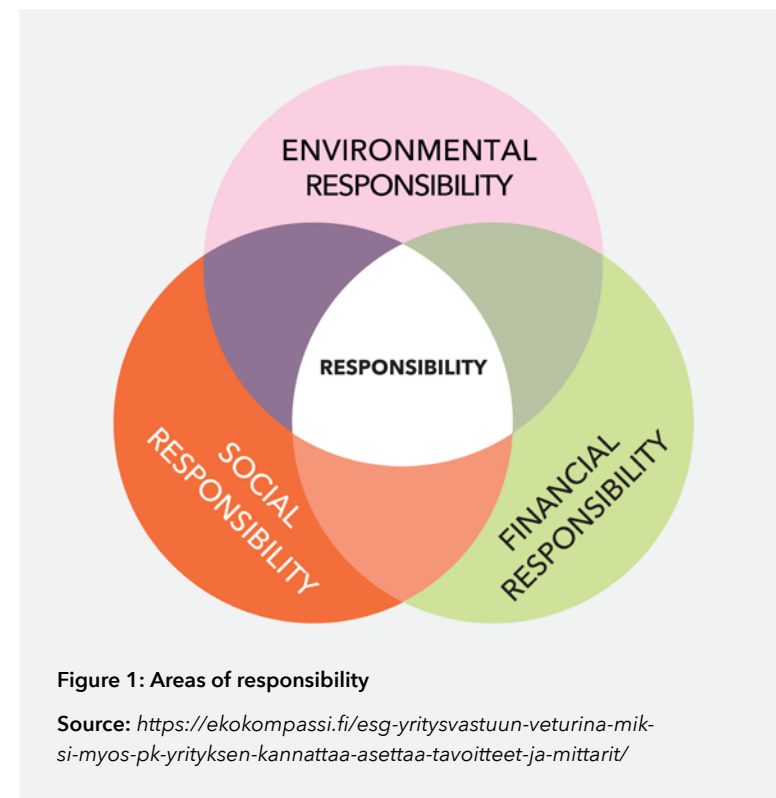 ENVIRONMENTAL
RESPONSIBILITY
RESPONSIBILITY
SOCIAL
RESPONSIBILITY
FINANCIAL
RESPONSIBILITY
Figure 1: Areas of responsibility
Source: https://ekokompassi.fi/esg-yritysvastuun-veturina-mik-
si-myos-pk-yrityksen-kannattaa-asettaa-tavoitteet-ja-mittarit/